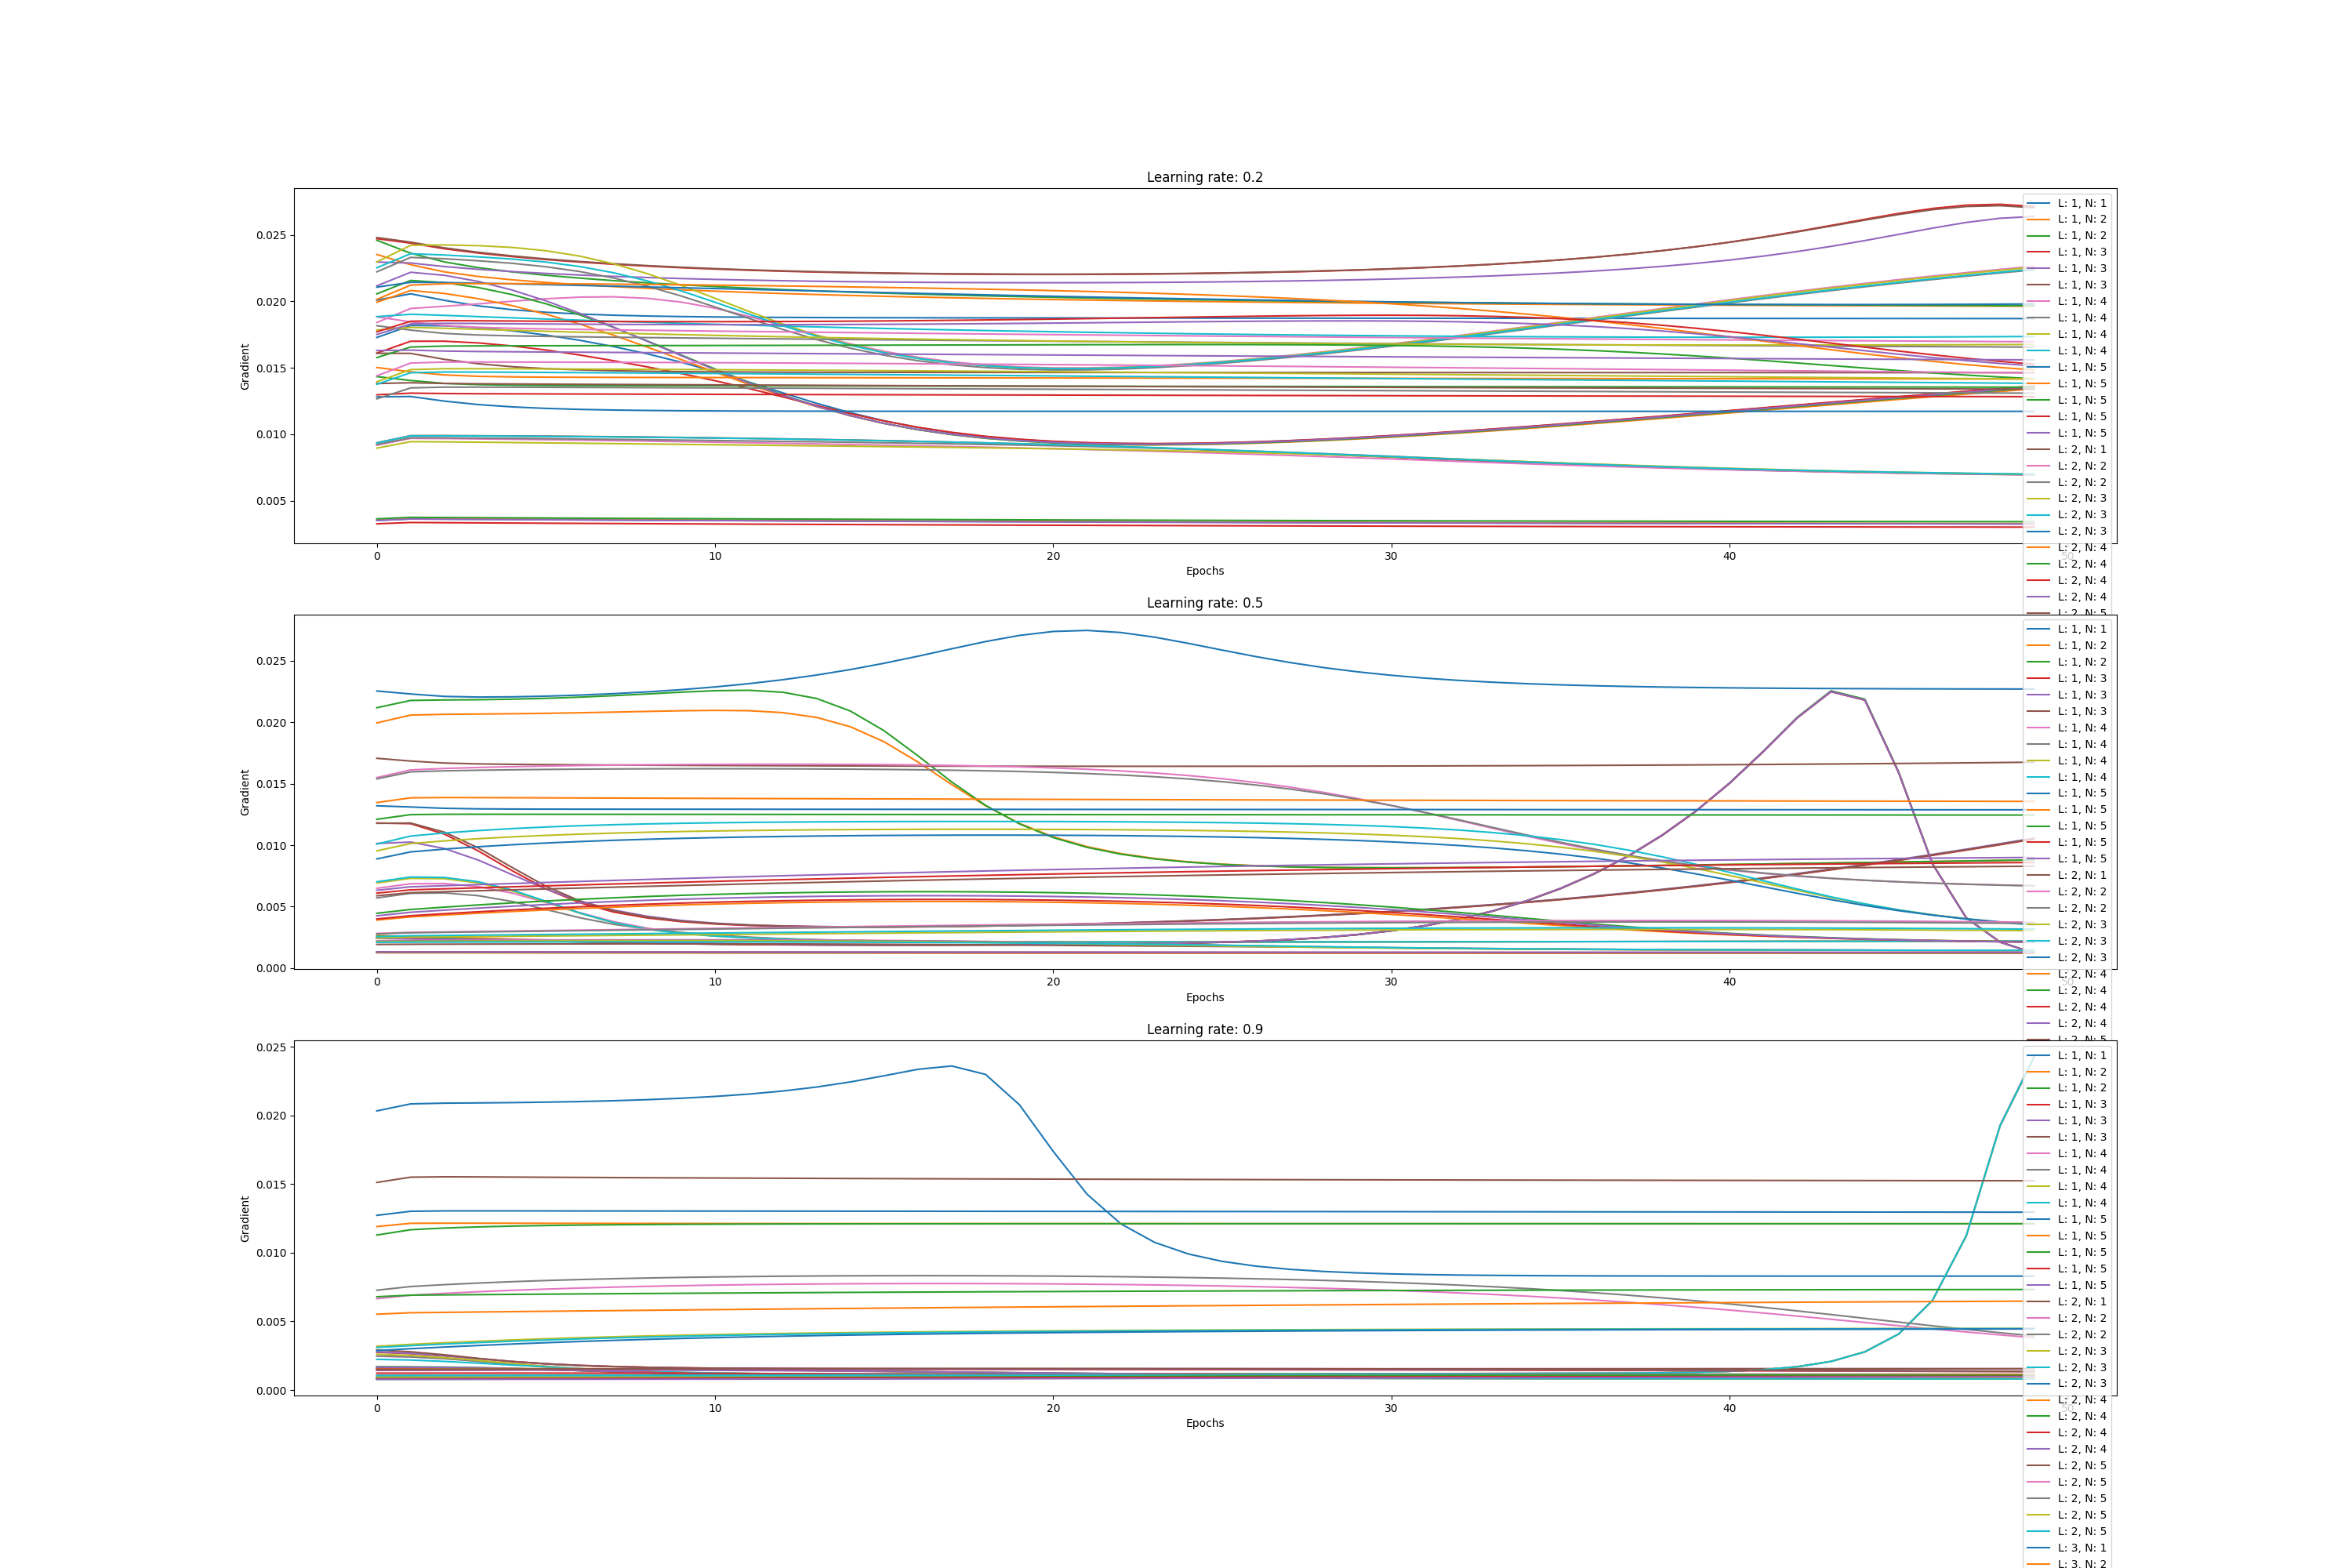 Learning rate: 0.2
Gradient
0.025
0.020
0.015
0.010
0.005
0
10
20
30
40
50
Epochs
L: 1, N: 1
L: 1, N: 2
L: 1, N: 2
L: 1, N: 3
L: 1, N: 3
L: 1, N: 3
L: 1, N: 4
L: 1, N: 4
L: 1, N: 4
L: 1, N: 4
L: 1, N: 5
L: 1, N: 5
L: 1, N: 5
L: 1, N: 5
L: 1, N: 5
L: 2, N: 1
L: 2, N: 2
L: 2, N: 2
L: 2, N: 3
L: 2, N: 3
L: 2, N: 3
L: 2, N: 4
L: 2, N: 4
L: 2, N: 4
L: 2, N: 4
L: 2, N: 5
Learning rate: 0.5
Gradient
0.025
0.020
0.015
0.010
0.005
0.000
0
10
20
30
40
50
Epochs
L: 1, N: 1
L: 1, N: 2
L: 1, N: 2
L: 1, N: 3
L: 1, N: 3
L: 1, N: 3
L: 1, N: 4
L: 1, N: 4
L: 1, N: 4
L: 1, N: 4
L: 1, N: 5
L: 1, N: 5
L: 1, N: 5
L: 1, N: 5
L: 1, N: 5
L: 2, N: 1
L: 2, N: 2
L: 2, N: 2
L: 2, N: 3
L: 2, N: 3
L: 2, N: 3
L: 2, N: 4
L: 2, N: 4
L: 2, N: 4
L: 2, N: 4
L: 2, N: 5
Learning rate: 0.9
Gradient
0.025
0.020
0.015
0.010
0.005
0.000
0
10
20
30
40
50
Epochs
L: 1, N: 1
L: 1, N: 2
L: 1, N: 2
L: 1, N: 3
L: 1, N: 3
L: 1, N: 3
L: 1, N: 4
L: 1, N: 4
L: 1, N: 4
L: 1, N: 4
L: 1, N: 5
L: 1, N: 5
L: 1, N: 5
L: 1, N: 5
L: 1, N: 5
L: 2, N: 1
L: 2, N: 2
L: 2, N: 2
L: 2, N: 3
L: 2, N: 3
L: 2, N: 3
L: 2, N: 4
L: 2, N: 4
L: 2, N: 4
L: 2, N: 4
L: 2, N: 5
L: 2, N: 5
L: 2, N: 5
L: 2, N: 5
L: 2, N: 5
L: 3, N: 1
L: 3, N: 2